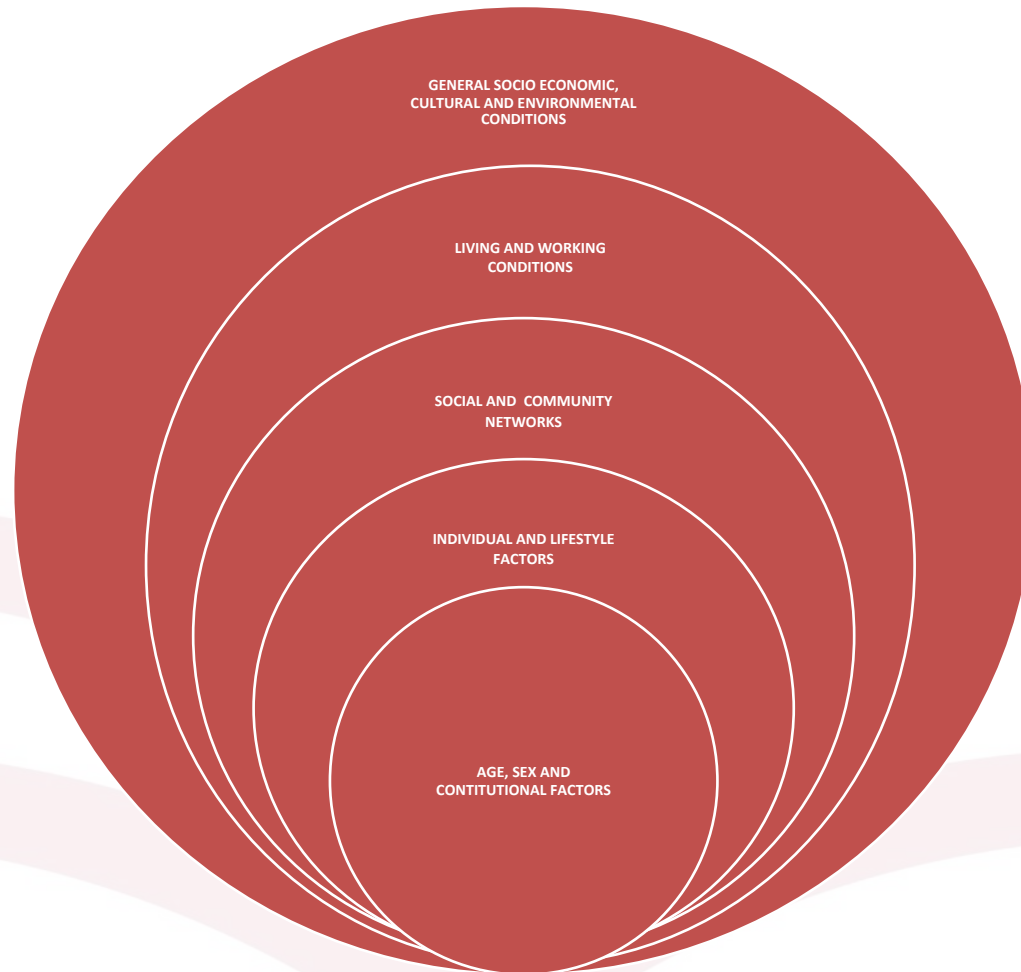 GENERAL SOCIO ECONOMIC,
CULTURAL AND ENVIRONMENTAL
CONDITIONS
LIVING AND WORKING
CONDITIONS
SOCIAL AND COMMUNITY
NETWORKS
INDIVIDUAL AND LIFESTYLE
FACTORS
AGE, SEX AND
CONTITUTIONAL FACTORS